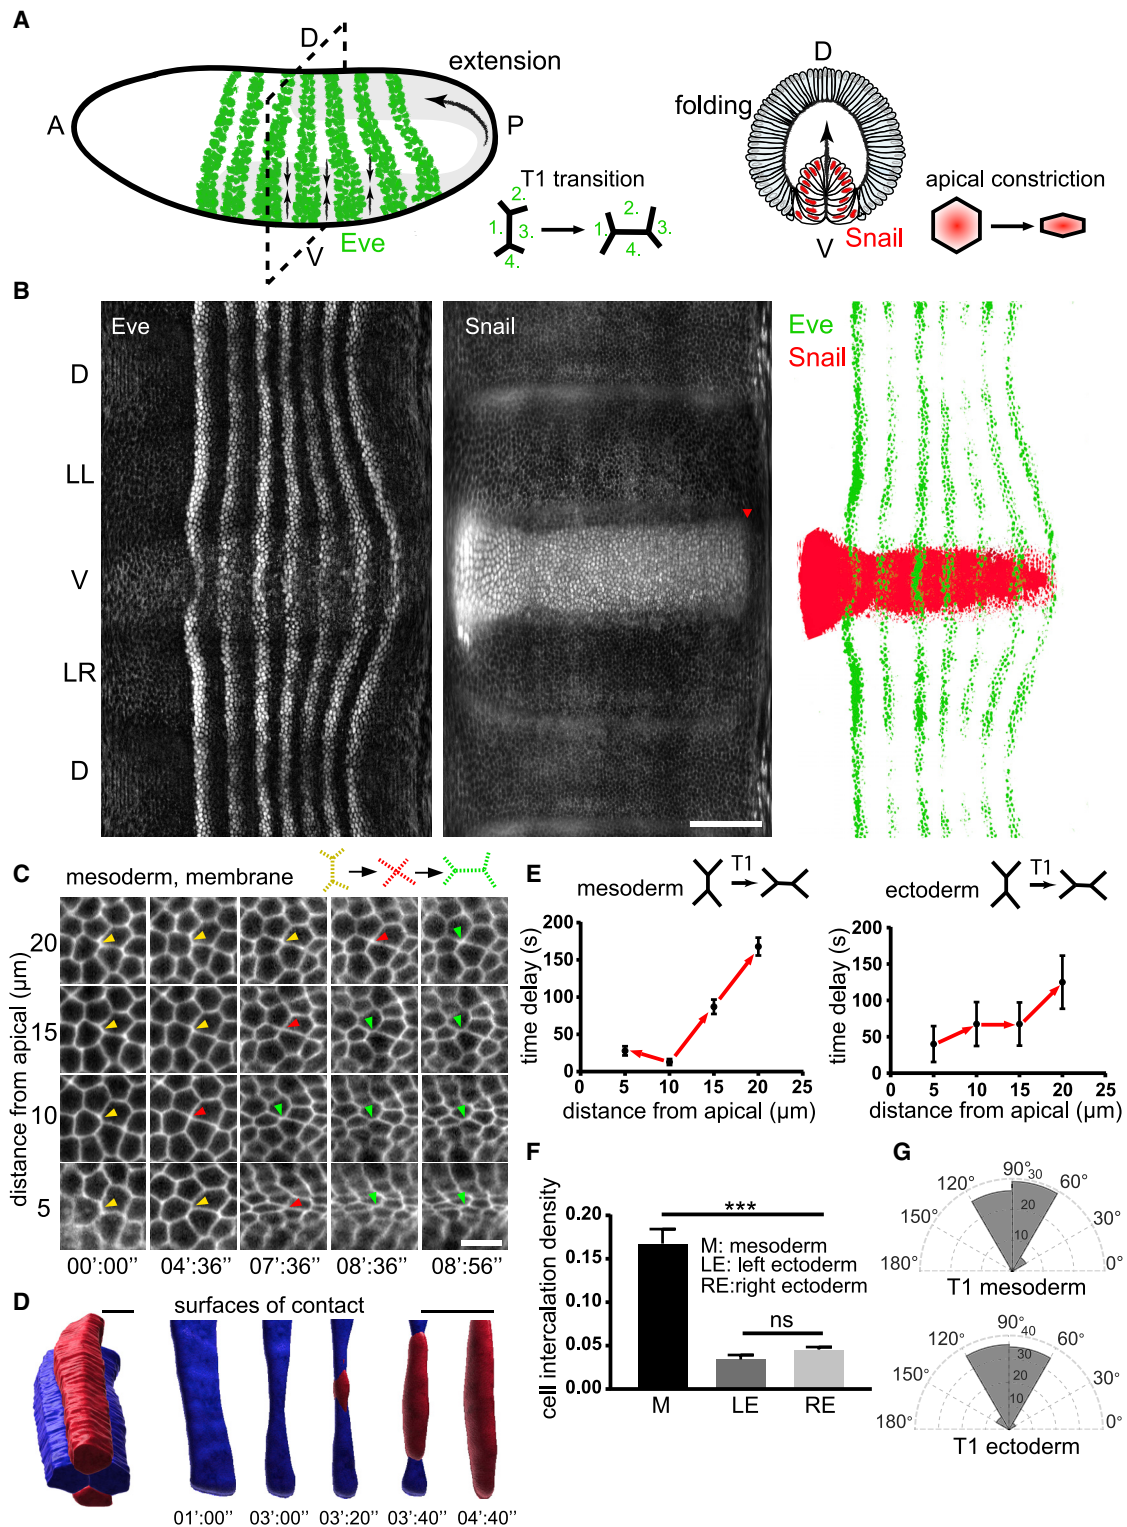 A
D
extension
A
P
T1 transition
2.
1.
3.
4.
2.
1.
3.
4.
Eve
V
D
folding
apical constriction
Snail
V
B
Eve
Snail
Eve
Snail
D
LL
V
LR
D
C
mesoderm, membrane
distance from apical (µm)
20
15
10
5
00':00''
04':36''
07':36''
08':36''
08':56''
D
surfaces of contact
01':00''
03':00''
03':20''
03':40''
04':40''
E
mesoderm
T1
time delay (s)
200
150
100
50
0
0 5 10 15 20 25
distance from apical (µm)
ectoderm
T1
time delay (s)
200
150
100
50
0
0 5 10 15 20 25
distance from apical (µm)
F
cell intercalation density
0.20
0.15
0.10
0.05
0.00
***
M: mesoderm
LE: left ectoderm
RE:right ectoderm
ns
M
LE
RE
G
90°
120°
60°
150°
30°
180°
0°
30
20
10
T1 mesoderm
90°
120°
60°
150°
30°
180°
0°
40
30
20
10
T1 ectoderm